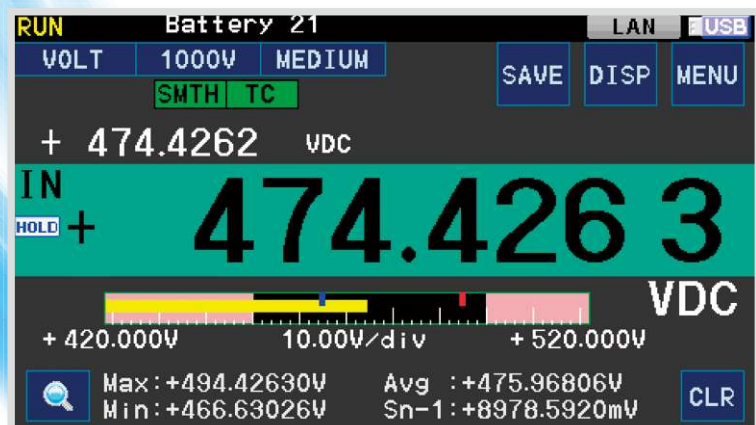 RUN Battery 21 LAN USB
VOLT 1000V MEDIUM SAVE DISP MENU
SMTH TC
+ 474.4262 VDC
IN
HOLD + 474.426 3
VDC
+420.000V 10.00V/div +520.000V
Max:+494.42630V Avg :+475.96806V CLR
Min:+466.63026V Sn-1:+8978.5920mV